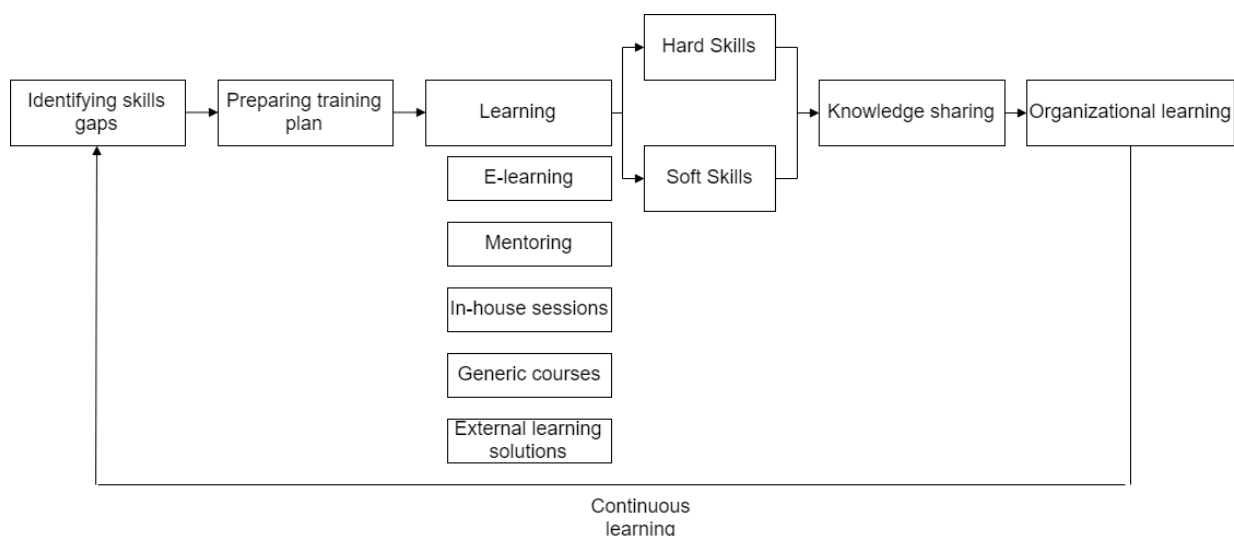 Identifying skills
gaps
Preparing training
plan
Learning
E-learning
Mentoring
In-house sessions
Generic courses
External learning
solutions
Hard Skills
Soft Skills
Knowledge sharing
Organizational learning
Continuous
learning